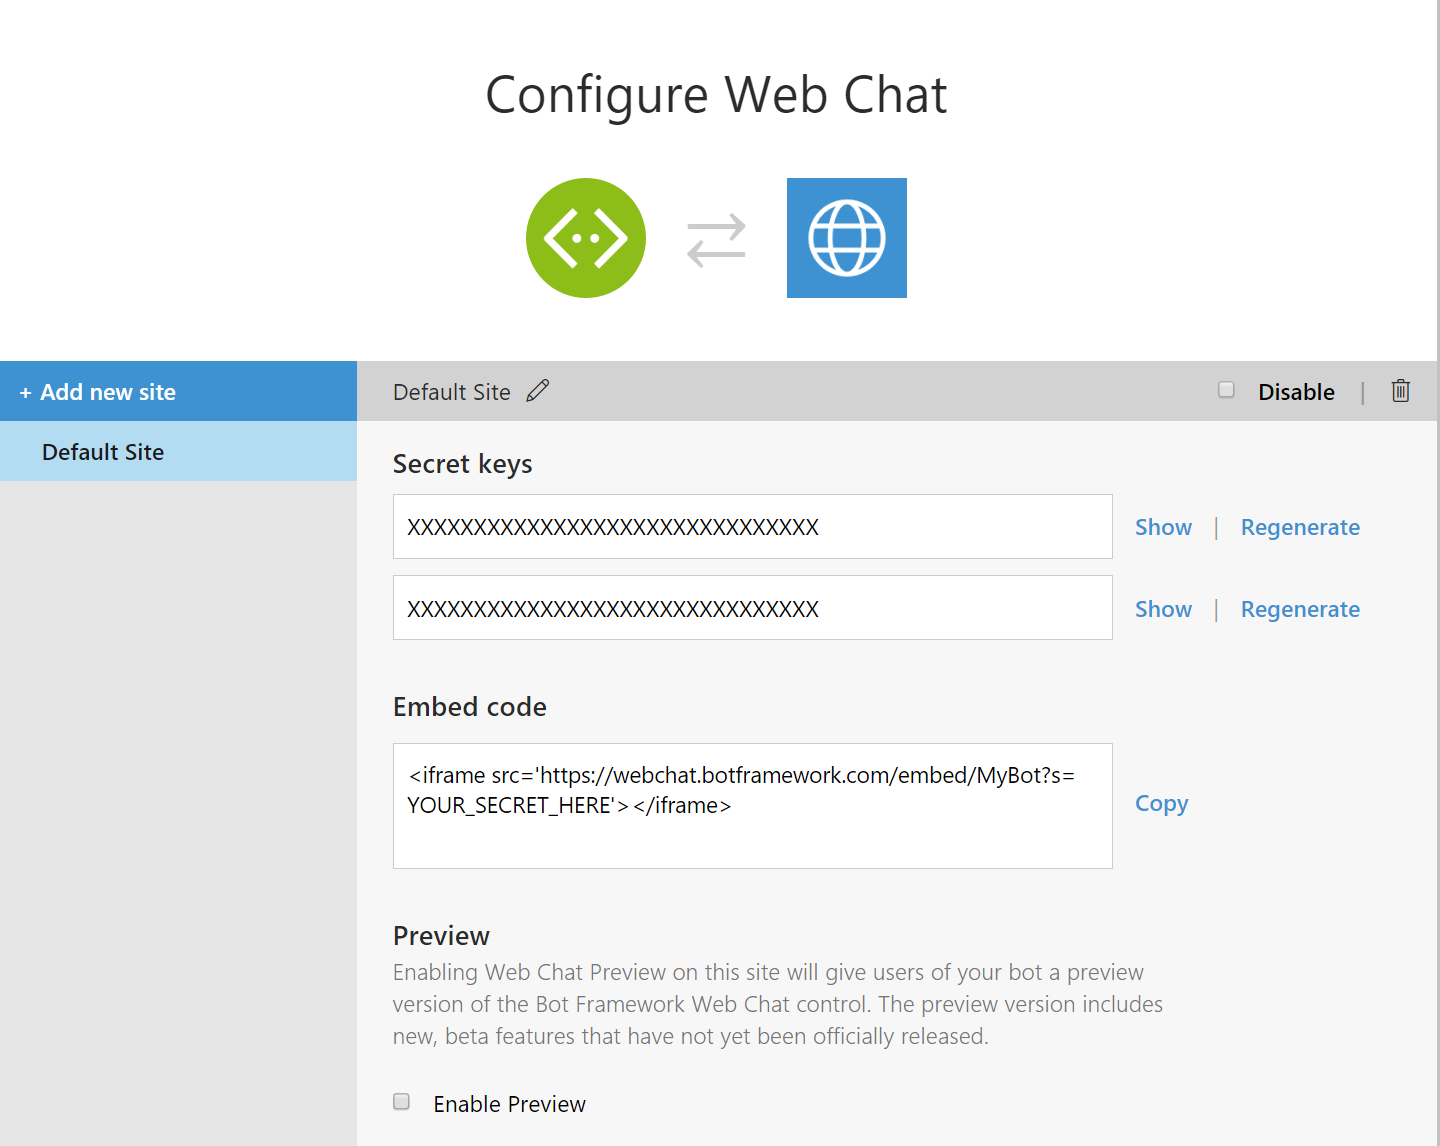 Configure Web Chat
+ Add new site
Default Site
Default Site
Disable |
Secret keys
XXXXXXXXXXXXXXXXXXXXXXXXXXXXXXX
Show | Regenerate
XXXXXXXXXXXXXXXXXXXXXXXXXXXXXXX
Show | Regenerate
Embed code
<iframe src='https://webchat.botframework.com/embed/MyBot?s=
YOUR_SECRET_HERE'></iframe>
Copy
Preview
Enabling Web Chat Preview on this site will give users of your bot a preview
version of the Bot Framework Web Chat control. The preview version includes
new, beta features that have not yet been officially released.
Enable Preview